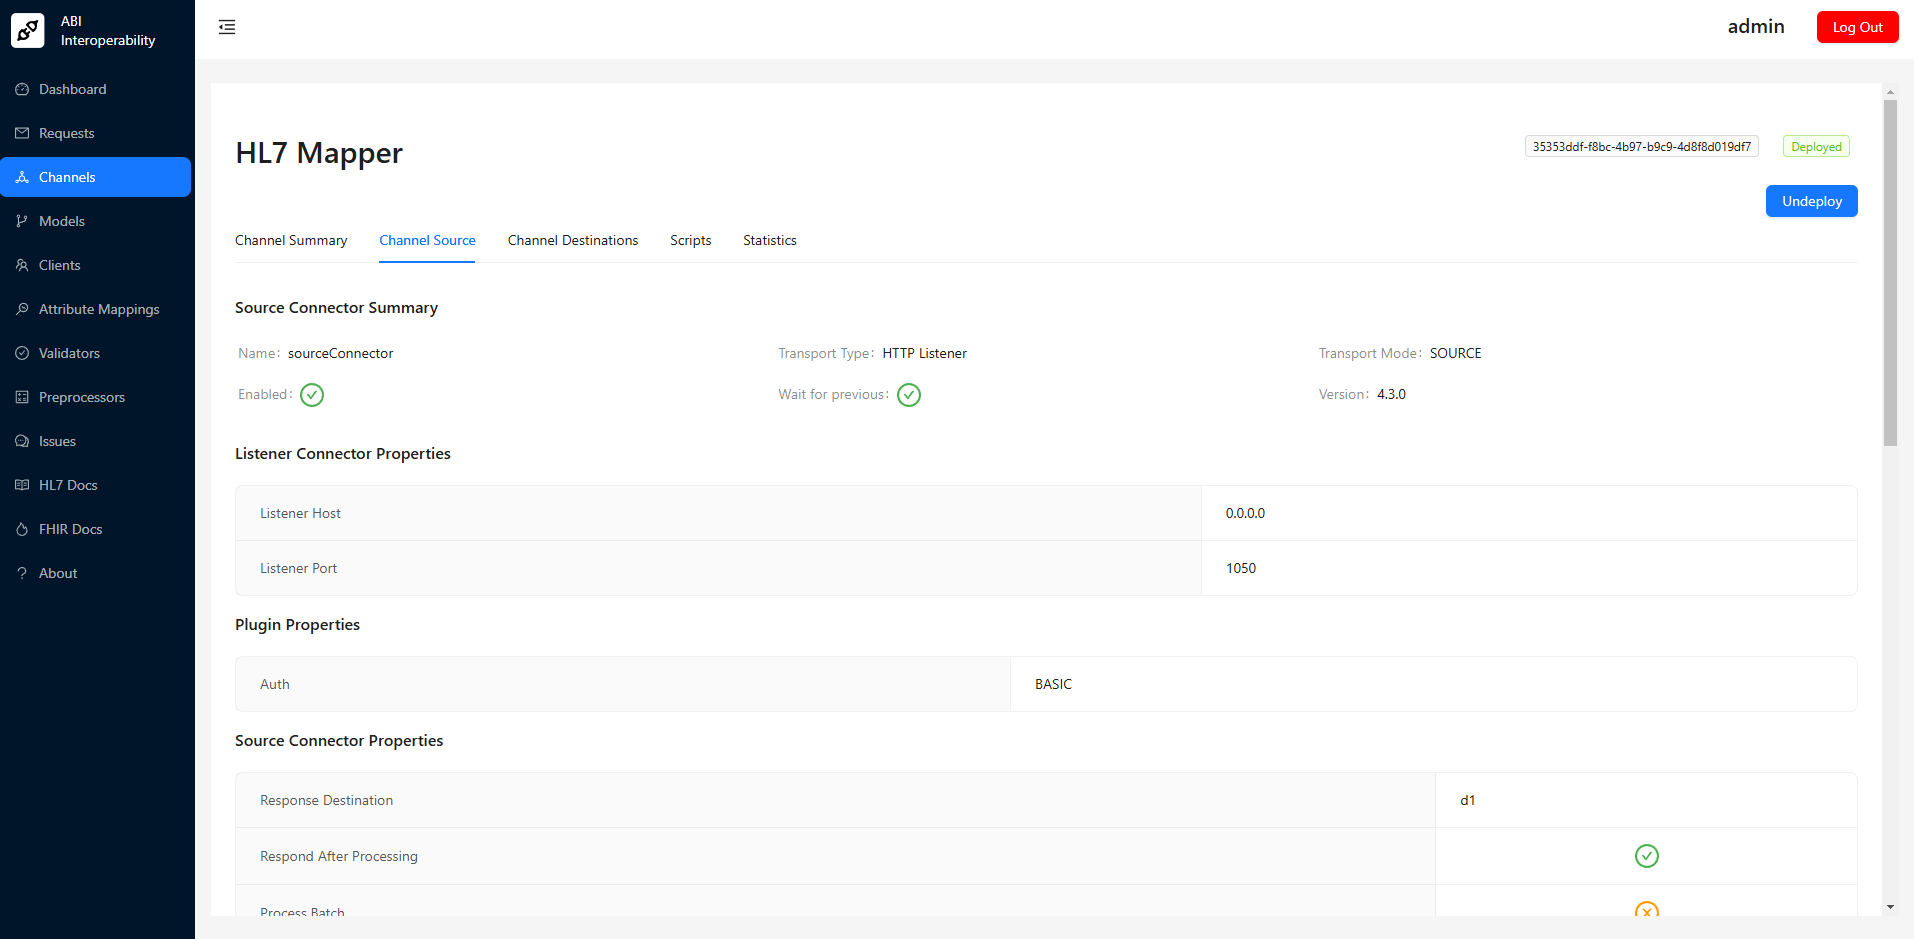 ABI
Interoperability
admin
Log Out
Dashboard
Requests
Channels
Models
Clients
Attribute Mappings
Validators
Preprocessors
Issues
HL7 Docs
FHIR Docs
? About
HL7 Mapper
35353ddf-f8bc-4b97-b9c9-4d8f8d019df7
Deployed
Undeploy
Channel Summary
Channel Source
Channel Destinations
Scripts
Statistics
Source Connector Summary
Name: sourceConnector
Transport Type: HTTP Listener
Transport Mode: SOURCE
Enabled:
Wait for previous:
Version: 4.3.0
Listener Connector Properties
Listener Host 0.0.0.0
Listener Port 1050
Plugin Properties
Auth BASIC
Source Connector Properties
Response Destination d1
Respond After Processing
Process Batch